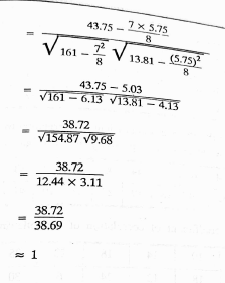 = (43.75 − (7 × 5.75)/8) / (√(161 − 7²/8) √(13.81 − (5.75)²/8))
= (43.75 − 5.03) / (√(161 − 6.13) √(13.81 − 4.13))
= 38.72 / (√154.87 √9.68)
= 38.72 / (12.44 × 3.11)
= 38.72 / 38.69
≈ 1